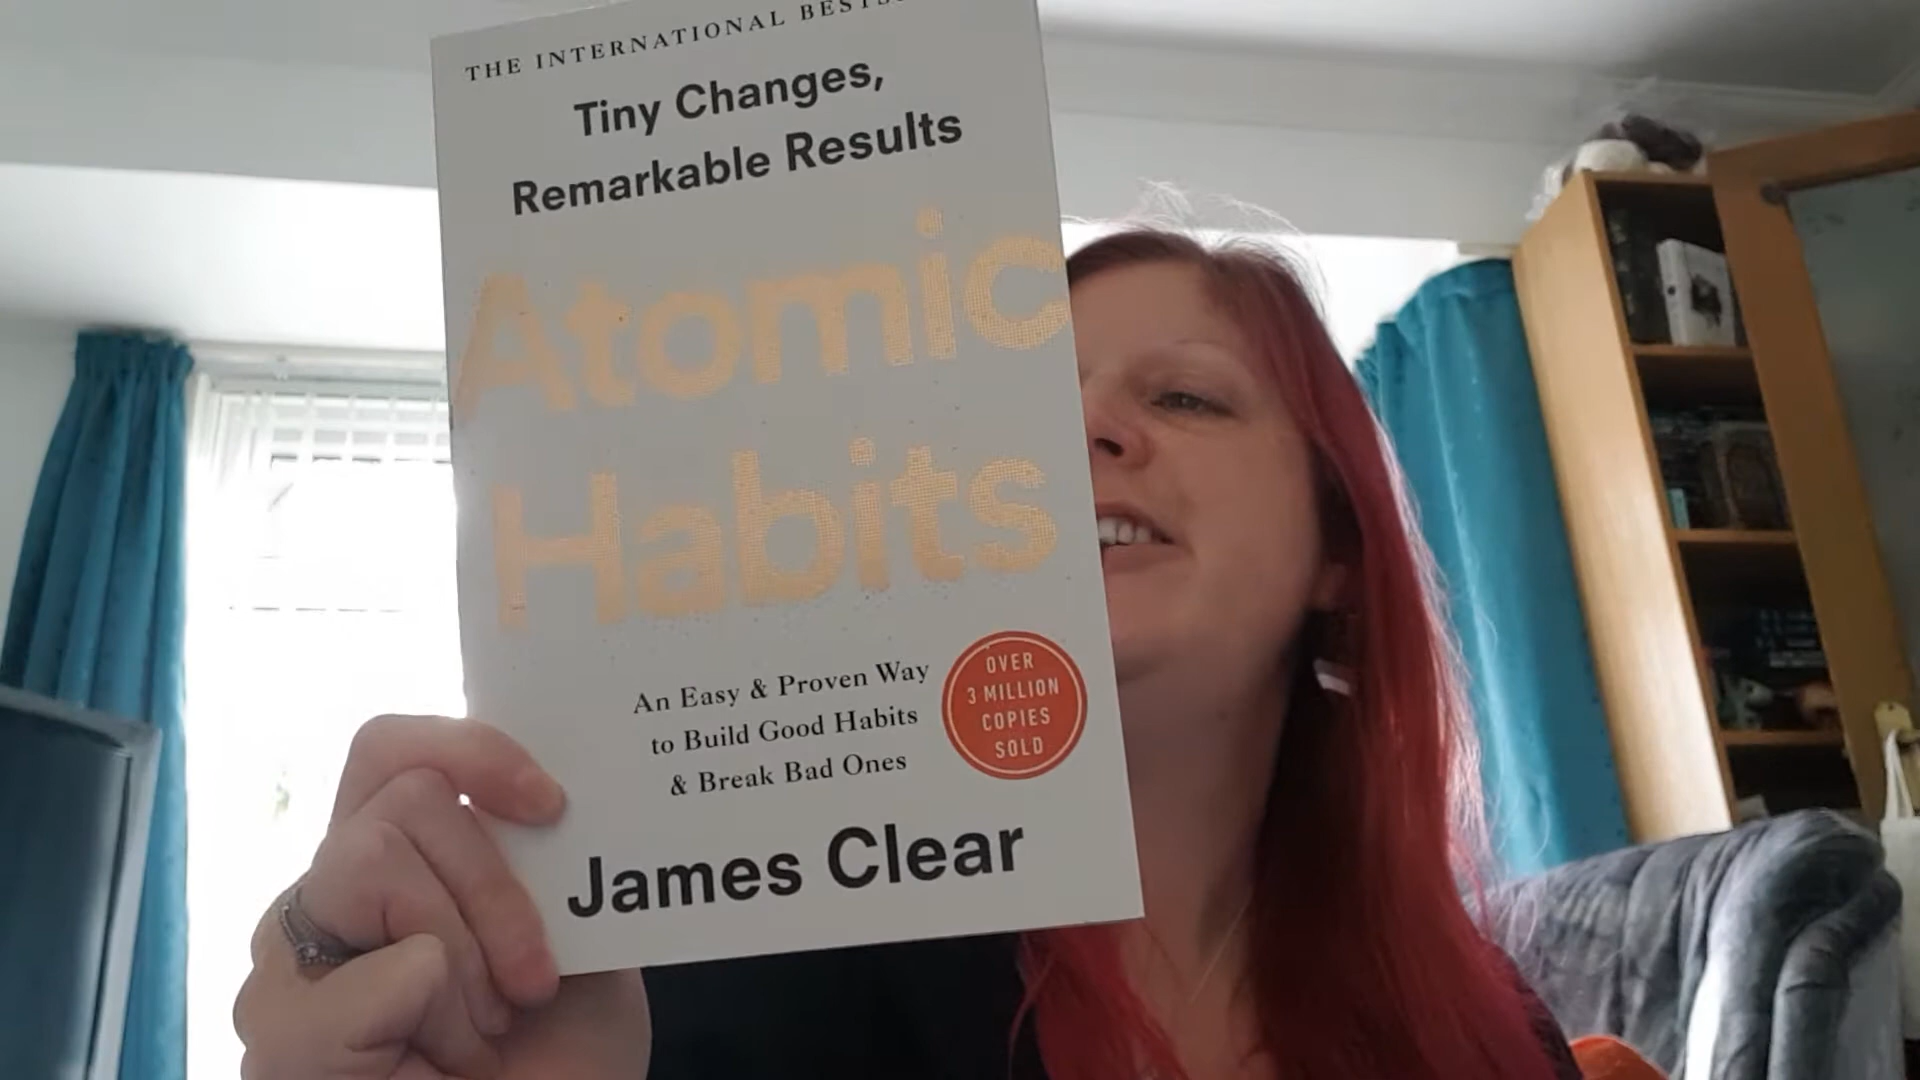 THE INTERNATIONAL
Tiny Changes,
Remarkable Results
Atomic
Habits
An Easy & Proven Way
to Build Good Habits
& Break Bad Ones
OVER
3 MILLION
COPIES
SOLD
James Clear